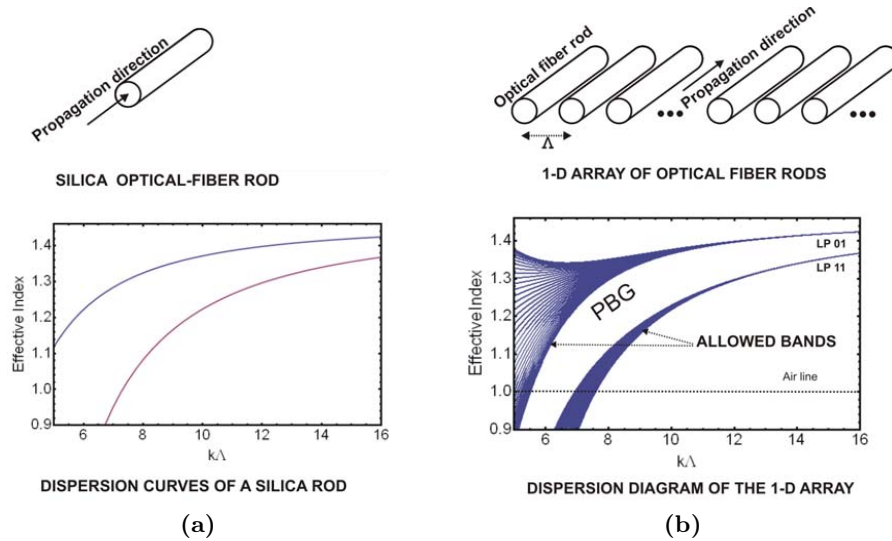 Propagation direction
SILICA OPTICAL-FIBER ROD
Effective Index
1.4
1.3
1.2
1.1
1.0
0.9
6 8 10 12 14 16
kΛ
DISPERSION CURVES OF A SILICA ROD
(a)
Optical fiber rod
Propagation direction
Λ
1-D ARRAY OF OPTICAL FIBER RODS
Effective Index
1.4
1.3
1.2
1.1
1.0
0.9
LP 01
LP 11
PBG
ALLOWED BANDS
Air line
6 8 10 12 14 16
kΛ
DISPERSION DIAGRAM OF THE 1-D ARRAY
(b)